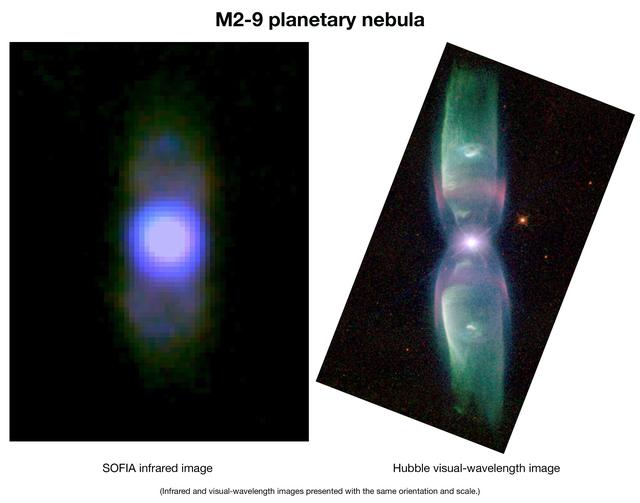 M2-9 planetary nebula
SOFIA infrared image
Hubble visual-wavelength image
(Infrared and visual-wavelength images presented with the same orientation and scale.)